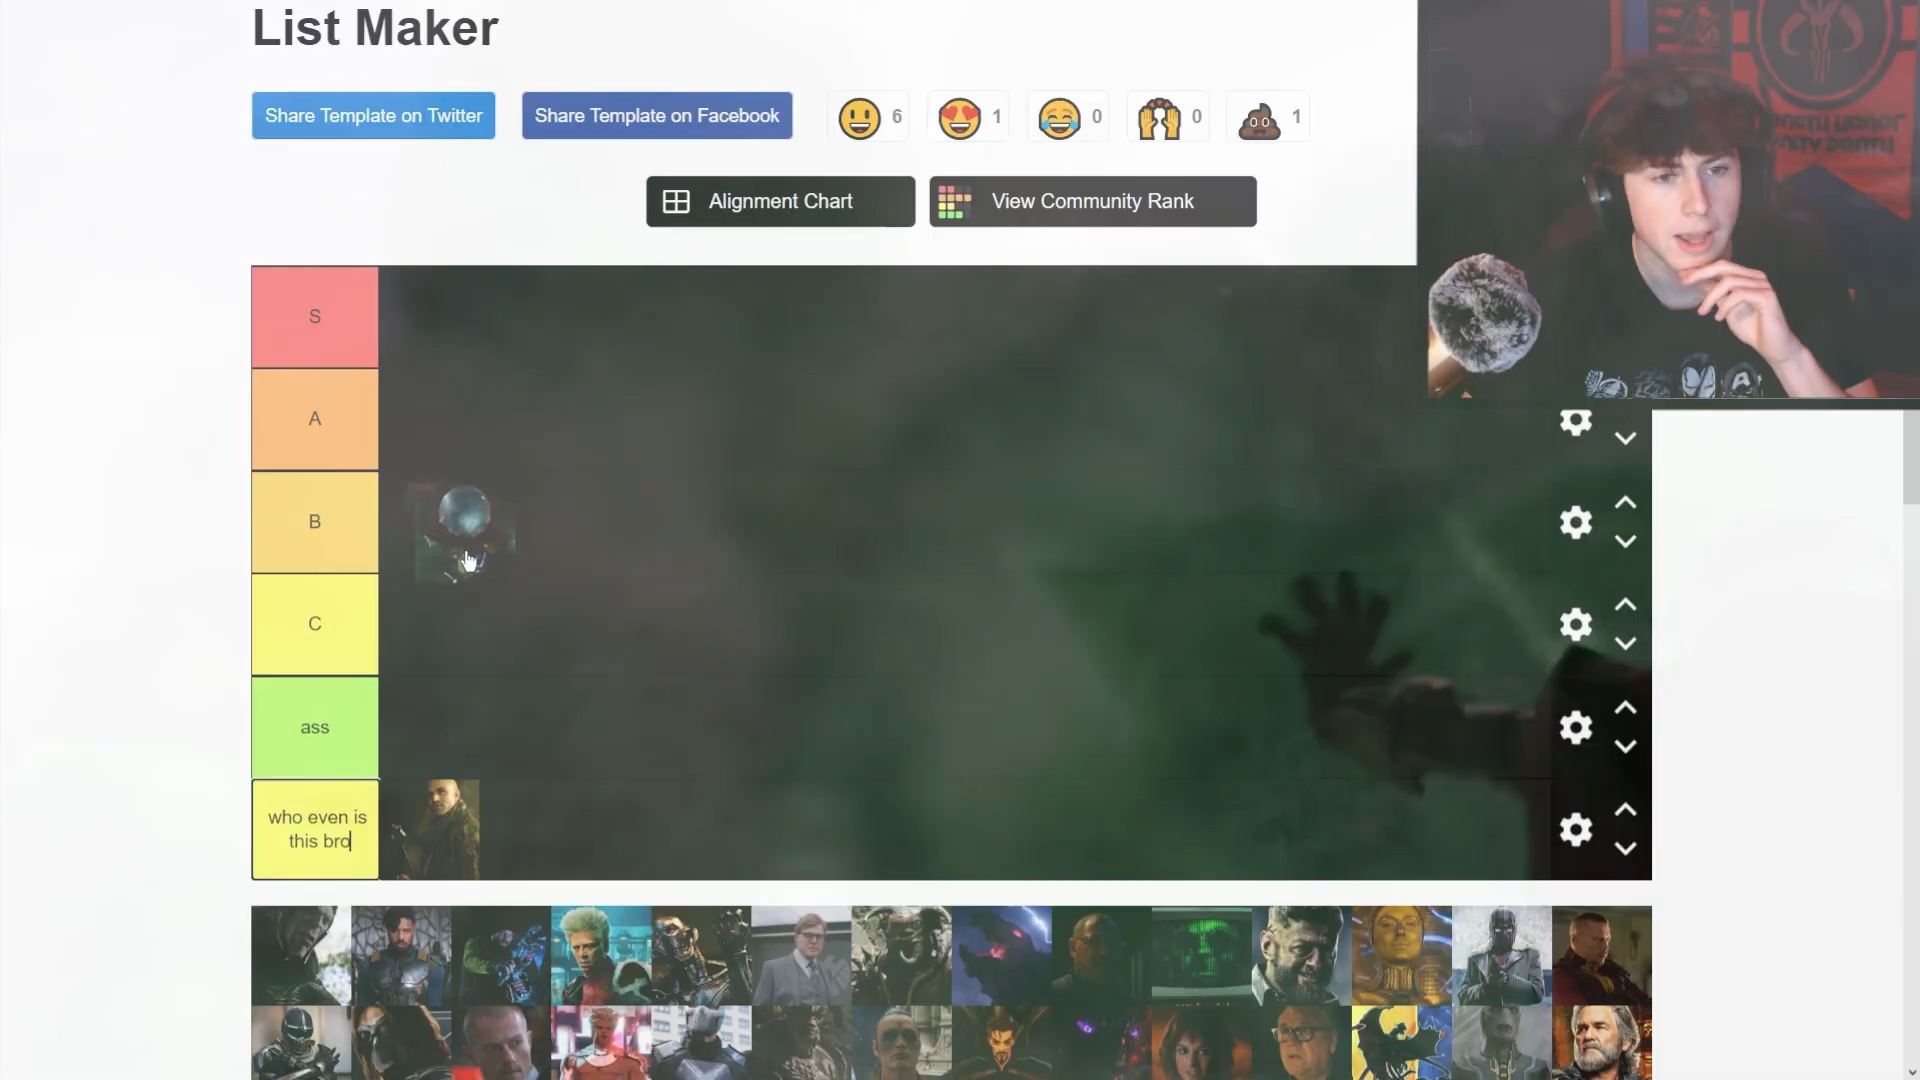 List Maker
Share Template on Twitter
Share Template on Facebook
6
1
0
0
1
Alignment Chart
View Community Rank
S
A
B
C
ass
who even is
this bro